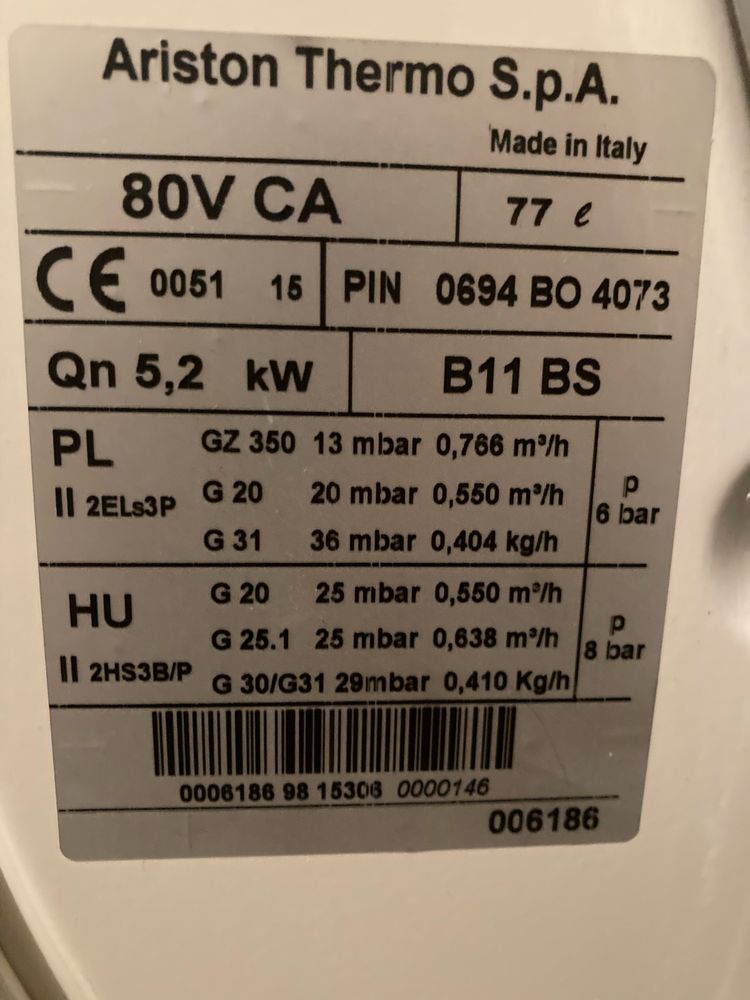 Ariston Thermo S.p.A.
Made in Italy
80V CA 77 ℓ
CE 0051 15 PIN 0694 BO 4073
Qn 5,2 kW B11 BS
PL GZ 350 13 mbar 0,766 m³/h
II 2ELs3P G 20 20 mbar 0,550 m³/h
G 31 36 mbar 0,404 kg/h
p
6 bar
HU G 20 25 mbar 0,550 m³/h
G 25.1 25 mbar 0,638 m³/h
II 2HS3B/P G 30/G31 29mbar 0,410 Kg/h
p
8 bar
0006186 98 15306 0000146
006186